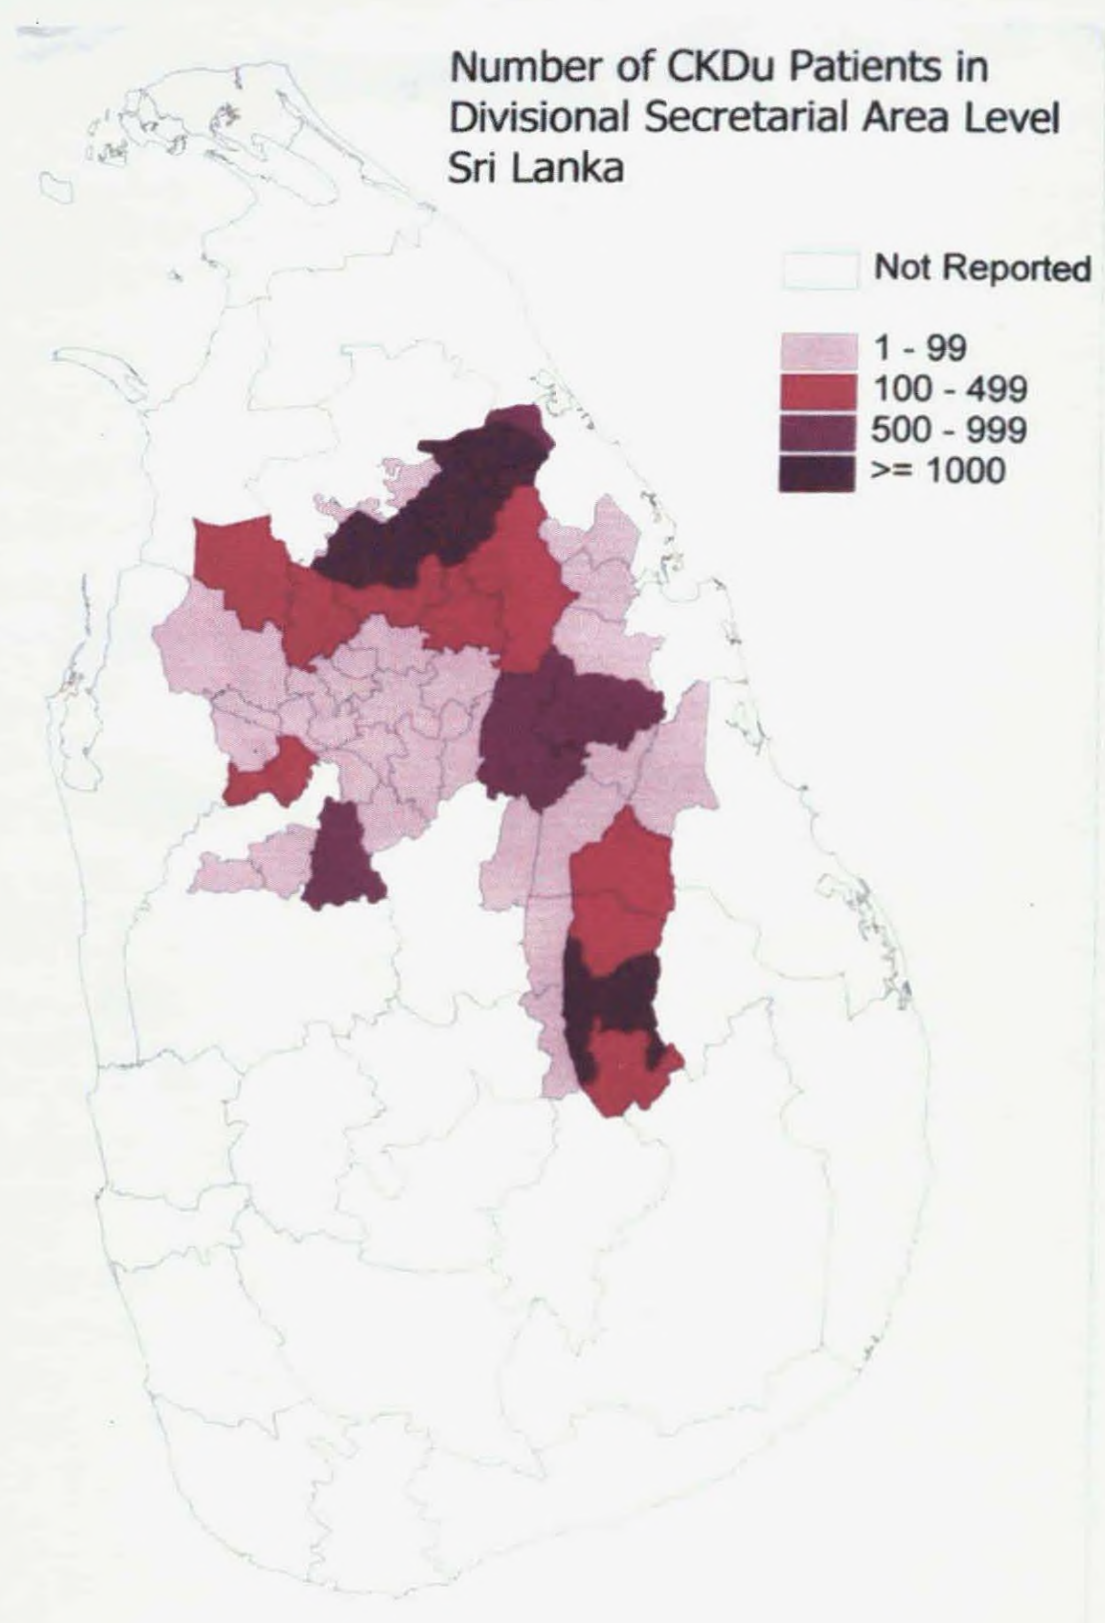 Number of CKDu Patients in
Divisional Secretarial Area Level
Sri Lanka
Not Reported
1 - 99
100 - 499
500 - 999
>= 1000